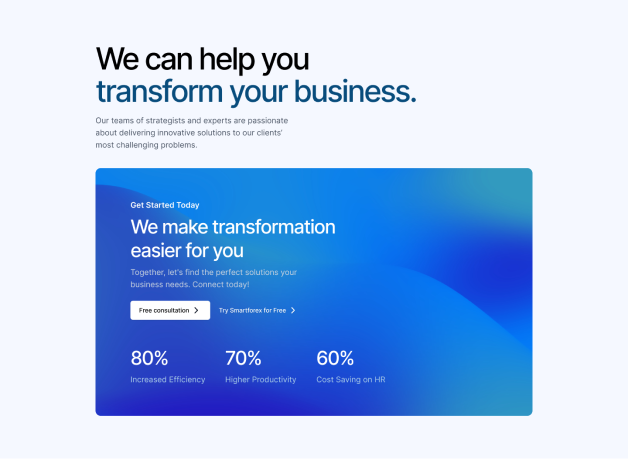 We can help you
transform your business.
Our teams of strategists and experts are passionate
about delivering innovative solutions to our clients'
most challenging problems.
Get Started Today
We make transformation
easier for you
Together, let's find the perfect solutions your
business needs. Connect today!
Free consultation
Try Smartforex for Free
80% 70% 60%
Increased Efficiency Higher Productivity Cost Saving on HR